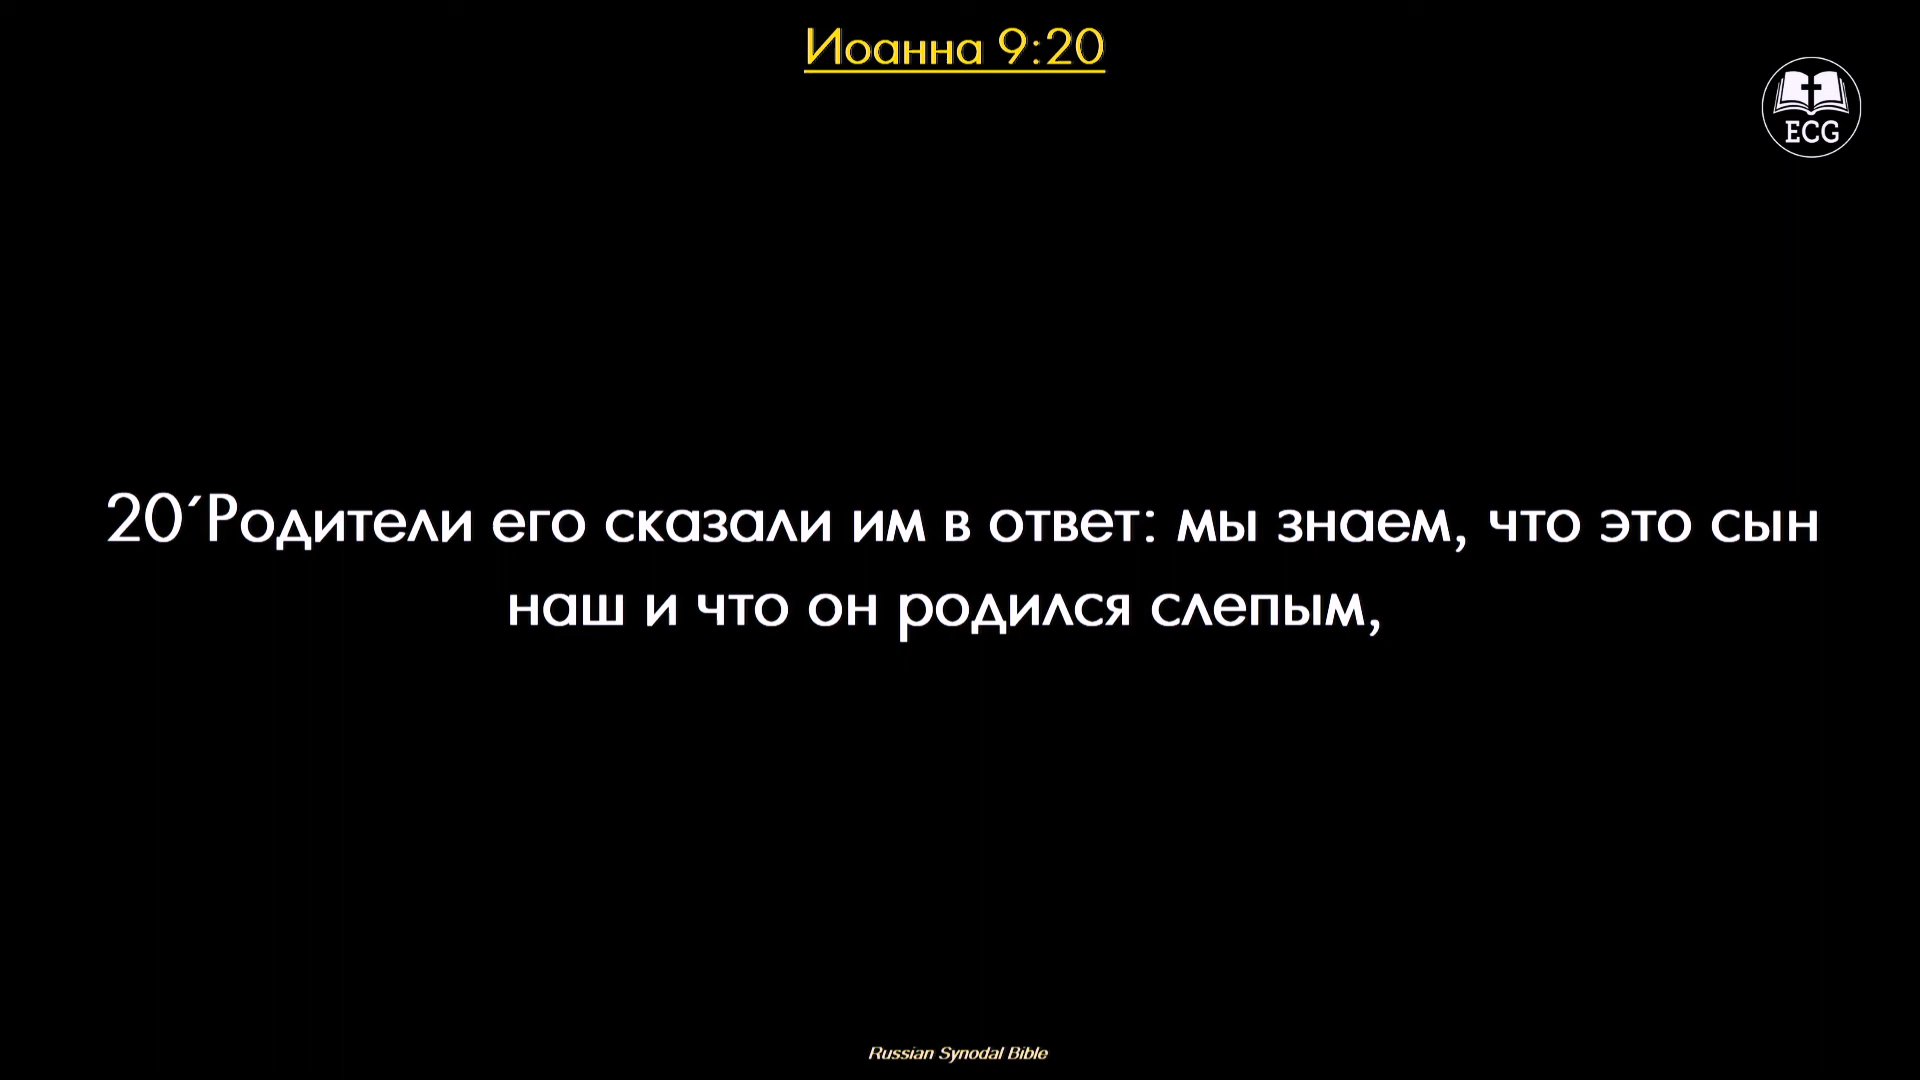 Иоанна 9:20
ECG
20´Родители его сказали им в ответ: мы знаем, что это сын
наш и что он родился слепым,
Russian Synodal Bible